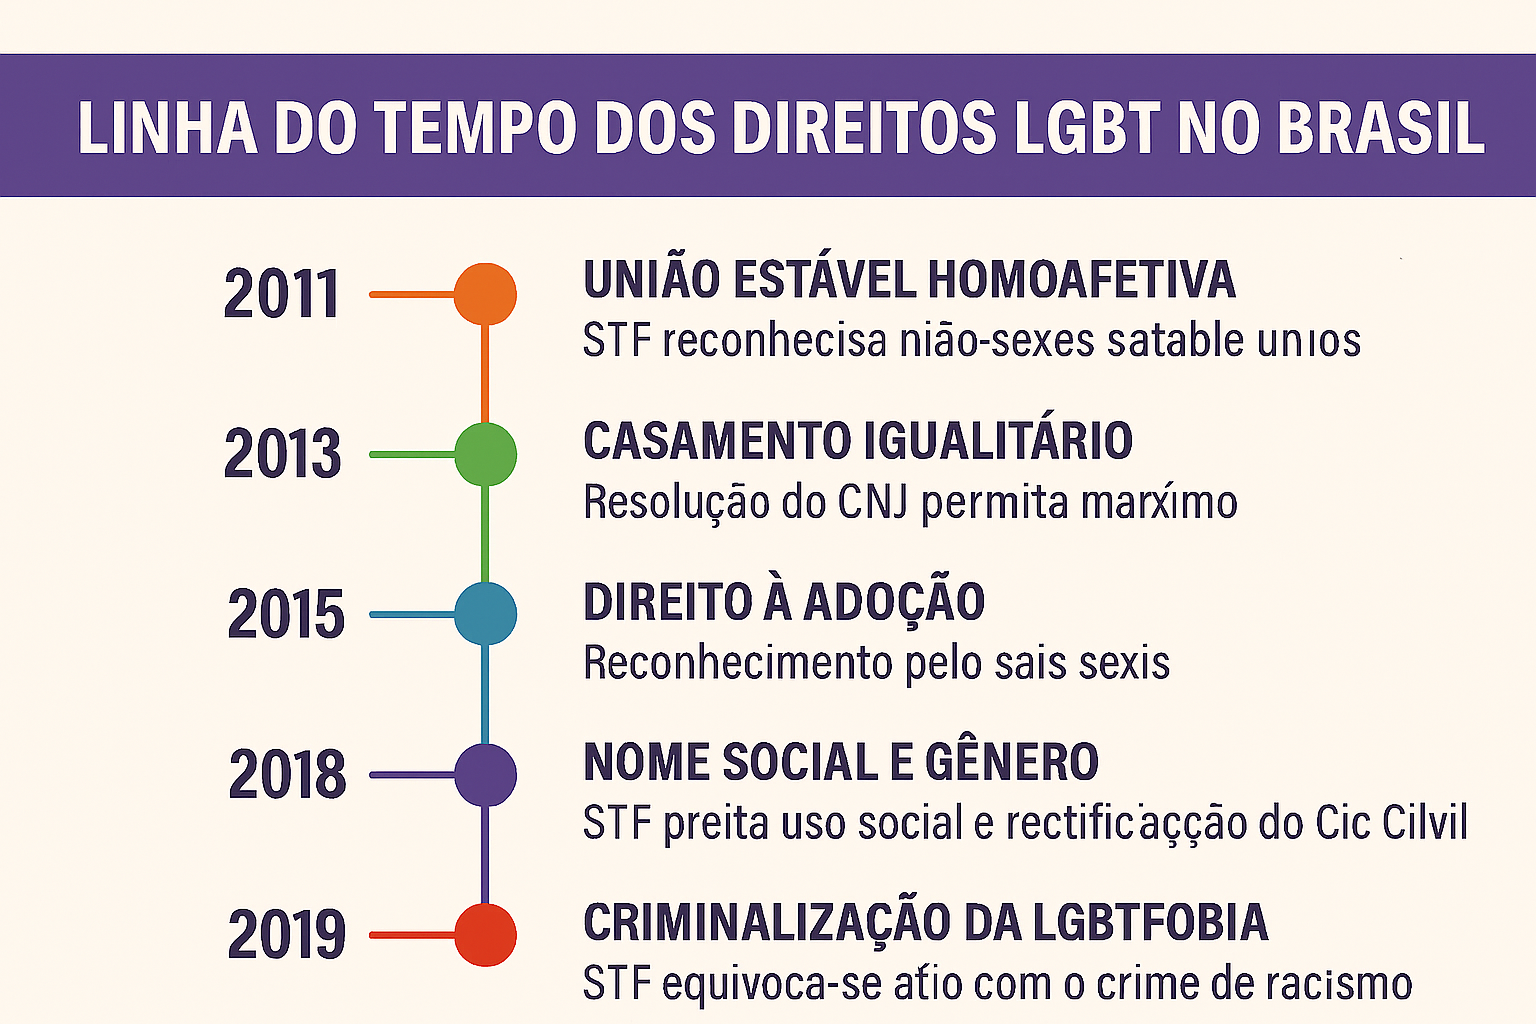 LINHA DO TEMPO DOS DIREITOS LGBT NO BRASIL
2011
UNIÃO ESTÁVEL HOMOAFETIVA
STF reconhecisa nião-sexes satable unıos
2013
CASAMENTO IGUALITÁRIO
Resolução do CNJ permita marxímo
2015
DIREITO À ADOÇÃO
Reconhecimento pelo sais sexis
2018
NOME SOCIAL E GÊNERO
STF preita uso social e rectificaçção do Cic Cilvil
2019
CRIMINALIZAÇÃO DA LGBTFOBIA
STF equivoca-se atio com o crime de racismo